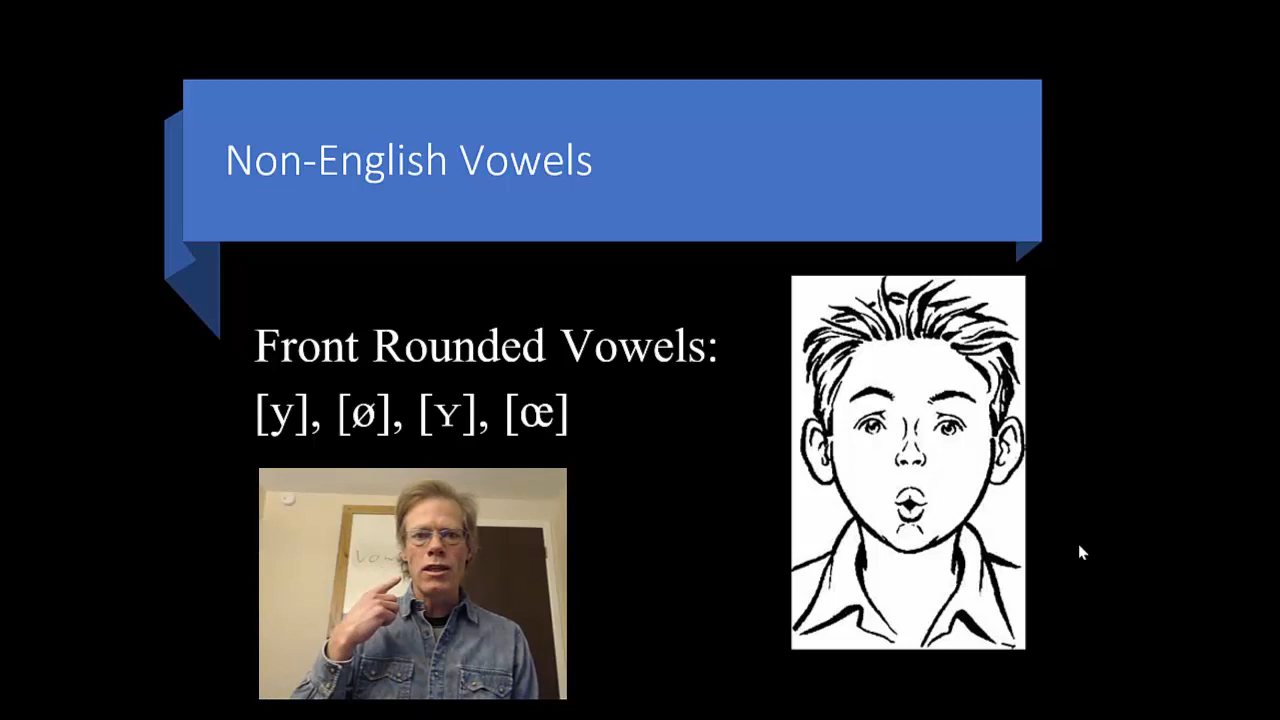 Non-English Vowels
Front Rounded Vowels:
[y], [ø], [ʏ], [œ]